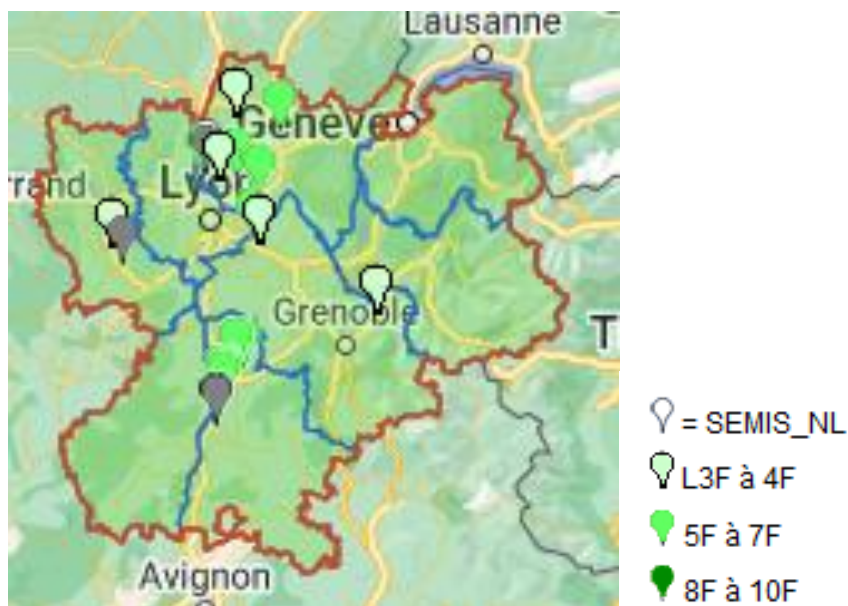 Lausanne
Genève
rrand
Lyon
Grenoble
T
Avignon
= SEMIS_NL
L3F à 4F
5F à 7F
8F à 10F